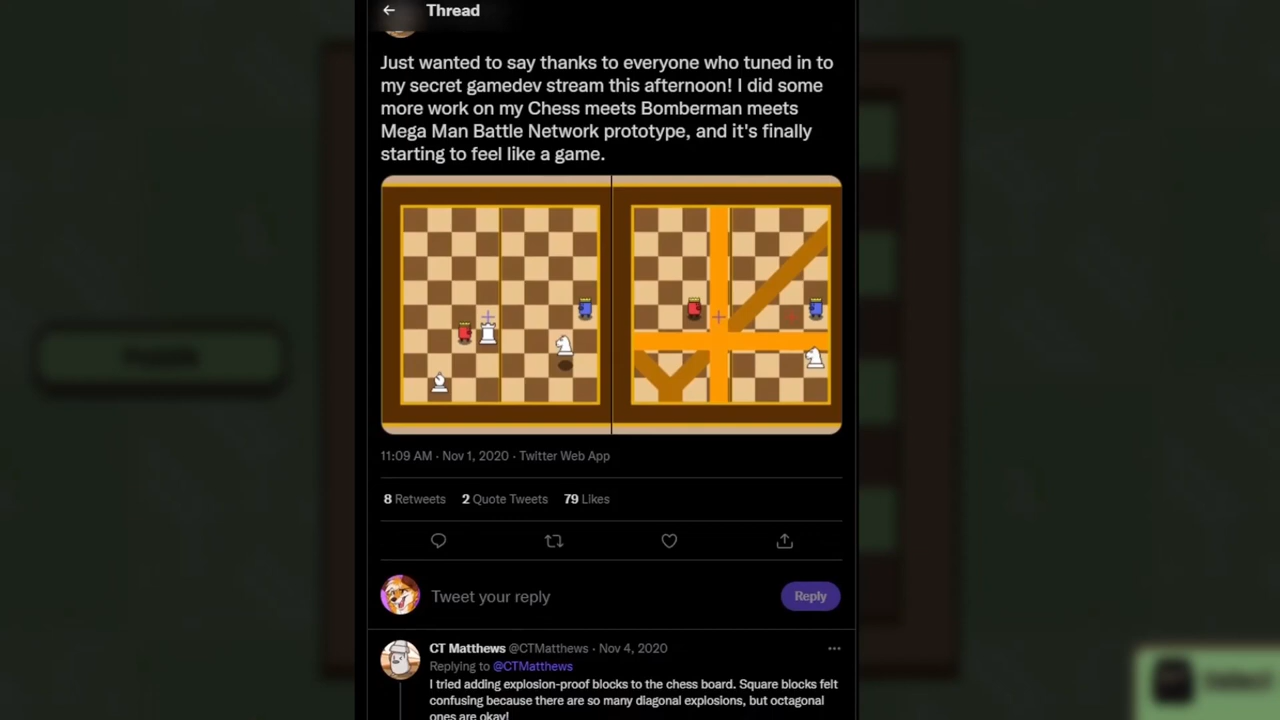 Thread
Just wanted to say thanks to everyone who tuned in to
my secret gamedev stream this afternoon! I did some
more work on my Chess meets Bomberman meets
Mega Man Battle Network prototype, and it's finally
starting to feel like a game.
11:09 AM · Nov 1, 2020 · Twitter Web App
8 Retweets 2 Quote Tweets 79 Likes
Tweet your reply
Reply
CT Matthews @CTMatthews · Nov 4, 2020
Replying to @CTMatthews
I tried adding explosion-proof blocks to the chess board. Square blocks felt
confusing because there are so many diagonal explosions, but octagonal
ones are okay!